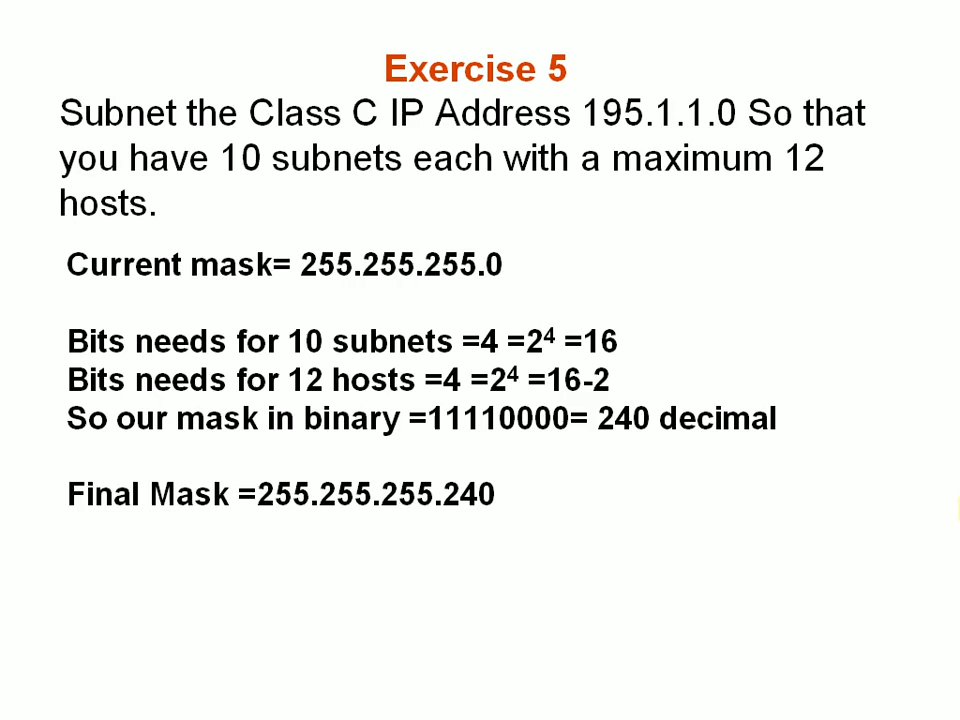 Exercise 5
Subnet the Class C IP Address 195.1.1.0 So that
you have 10 subnets each with a maximum 12
hosts.
Current mask= 255.255.255.0
Bits needs for 10 subnets =4 =2⁴ =16
Bits needs for 12 hosts =4 =2⁴ =16-2
So our mask in binary =11110000= 240 decimal
Final Mask =255.255.255.240